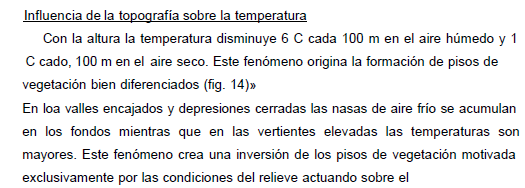 Influencia de la topografía sobre la temperatura
Con la altura la temperatura disminuye 6 C cada 100 m en el aire húmedo y 1
C cado, 100 m en el aire seco. Este fenómeno origina la formación de pisos de
vegetación bien diferenciados (fig. 14)»
En loa valles encajados y depresiones cerradas las nasas de aire frío se acumulan
en los fondos mientras que en las vertientes elevadas las temperaturas son
mayores. Este fenómeno crea una inversión de los pisos de vegetación motivada
exclusivamente por las condiciones del relieve actuando sobre el